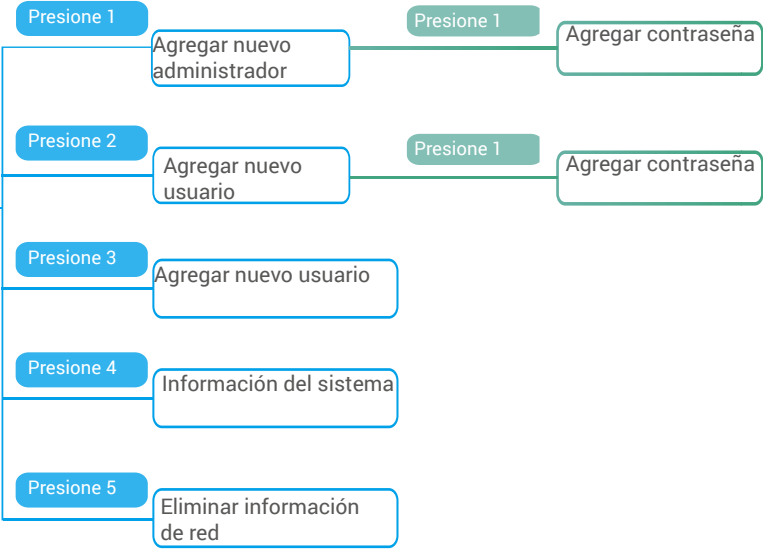 Presione 1
Agregar nuevo
administrador
Presione 1
Agregar contraseña
Presione 2
Agregar nuevo
usuario
Presione 1
Agregar contraseña
Presione 3
Agregar nuevo usuario
Presione 4
Información del sistema
Presione 5
Eliminar información
de red